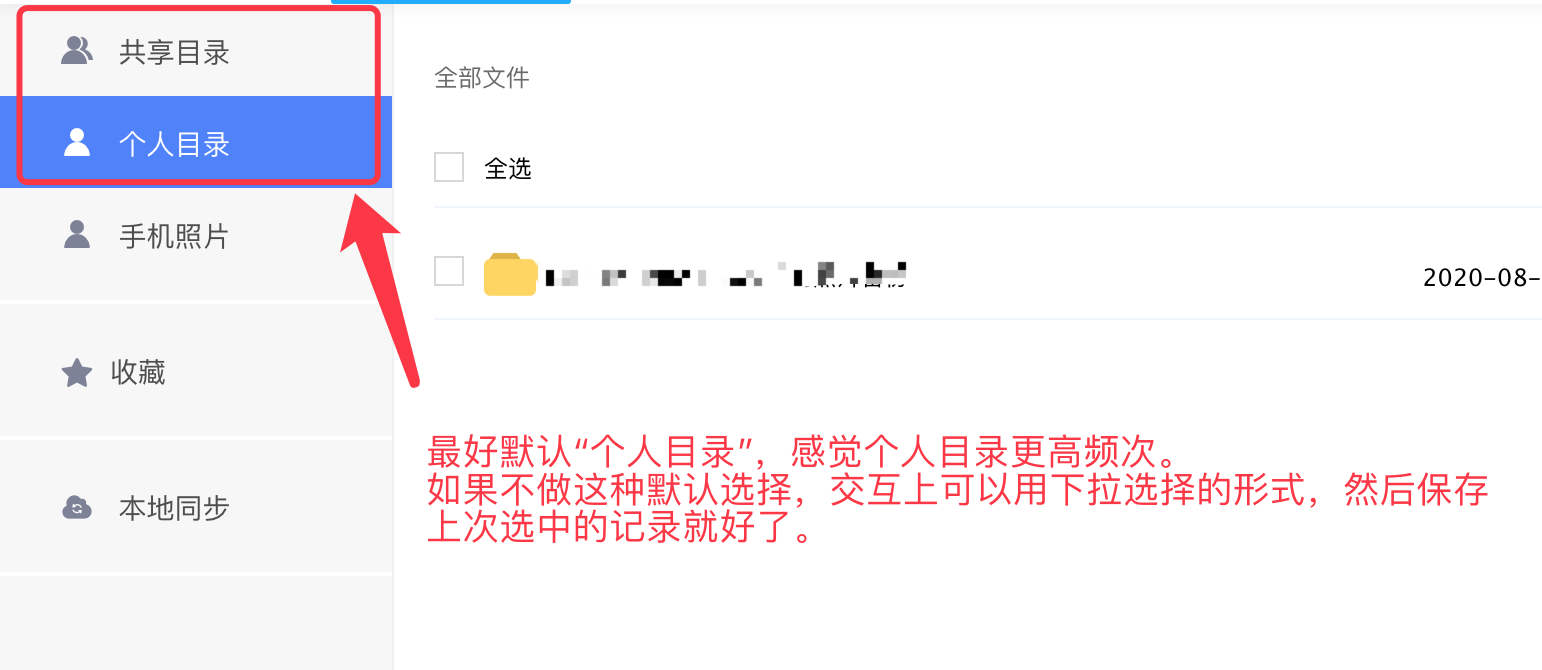 共享目录
个人目录
手机照片
收藏
本地同步
全部文件
全选
2020-08-
最好默认“个人目录”，感觉个人目录更高频次。
如果不做这种默认选择，交互上可以用下拉选择的形式，然后保存
上次选中的记录就好了。